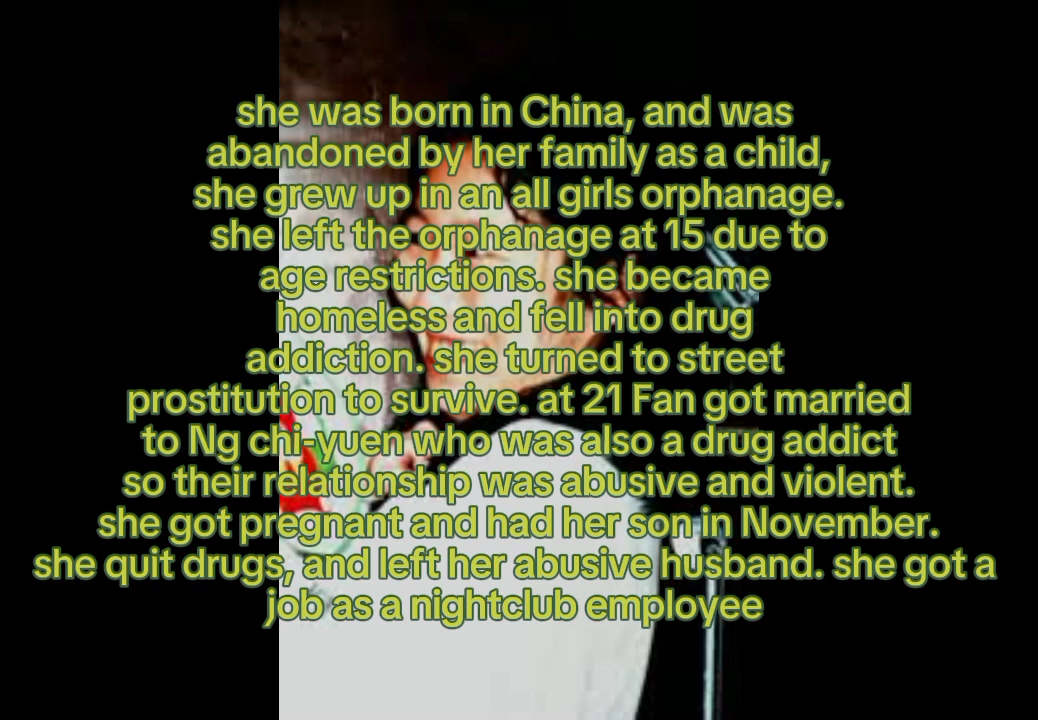 she was born in China, and was
abandoned by her family as a child,
she grew up in an all girls orphanage.
she left the orphanage at 15 due to
age restrictions. she became
homeless and fell into drug
addiction. she turned to street
prostitution to survive. at 21 Fan got married
to Ng chi-yuen who was also a drug addict
so their relationship was abusive and violent.
she got pregnant and had her son in November.
she quit drugs, and left her abusive husband. she got a
job as a nightclub employee